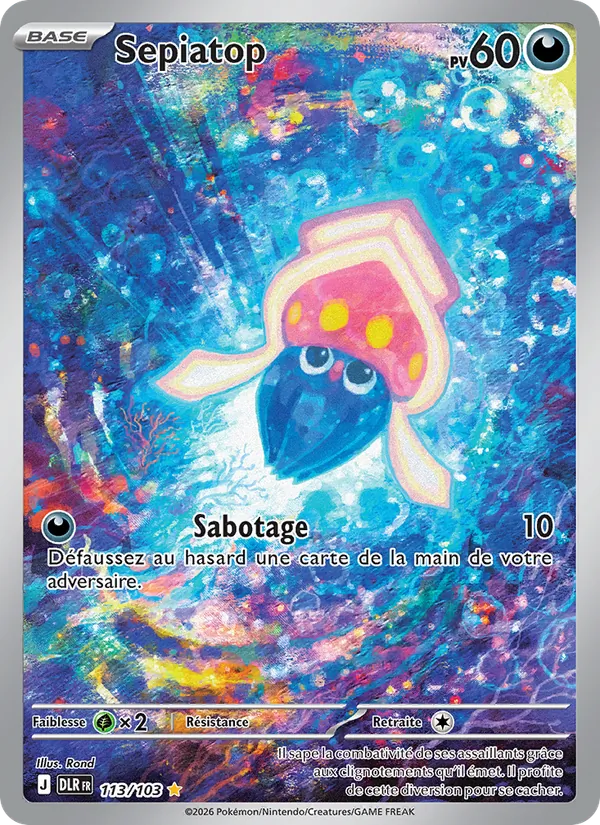 BASE Sepiatop PV 60
Sabotage 10
Défaussez au hasard une carte de la main de votre
adversaire.
Faiblesse ×2 Résistance Retraite
Illus. Rond
Il sape la combativité de ses assaillants grâce
aux clignotements qu'il émet. Il profite
de cette diversion pour se cacher.
J DLR FR 113/103
©2026 Pokémon/Nintendo/Creatures/GAME FREAK